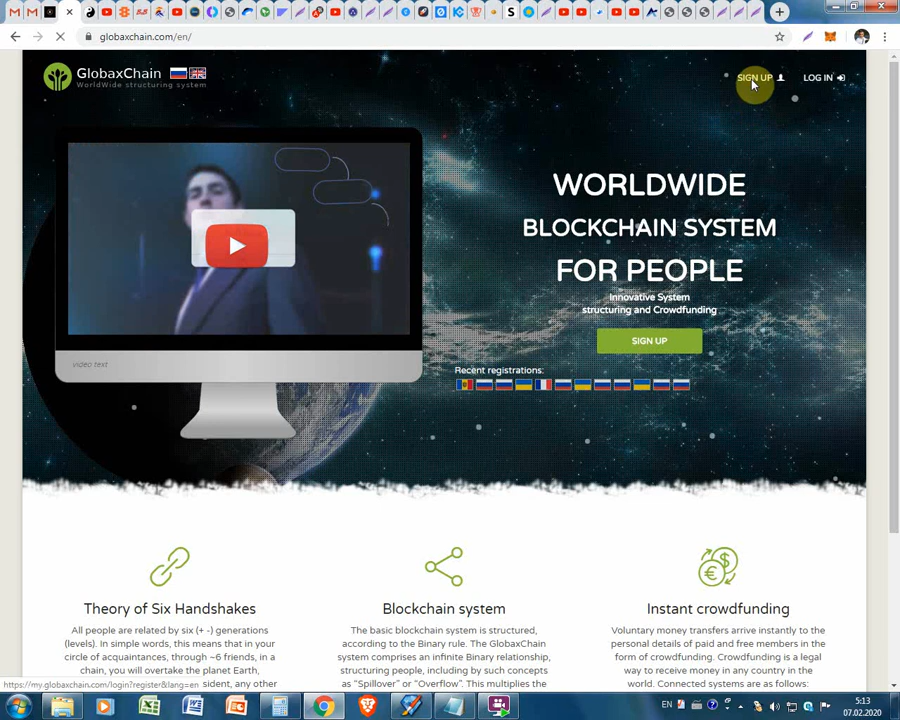 globaxchain.com/en/
GlobaxChain
WorldWide structuring system
SIGN UP
LOG IN
WORLDWIDE
BLOCKCHAIN SYSTEM
FOR PEOPLE
Innovative System
structuring and Crowdfunding
SIGN UP
video text
Recent registrations:
Theory of Six Handshakes
All people are related by six (+ -) generations
(levels). In simple words, this means that in your
circle of acquaintances, through ~6 friends, in a
chain, you will overtake the planet Earth,
sident, any other
Blockchain system
The basic blockchain system is structured,
according to the Binary rule. The GlobaxChain
system comprises an infinite Binary relationship,
structuring people, including by such concepts
as "Spillover" or "Overflow". This multiplies the
Instant crowdfunding
Voluntary money transfers arrive instantly to the
personal details of paid and free members in the
form of crowdfunding. Crowdfunding is a legal
way to receive money in any country in the
world. Connected systems are as follows:
https://my.globaxchain.com/login?register&lang=en
EN
5:13
07.02.2020